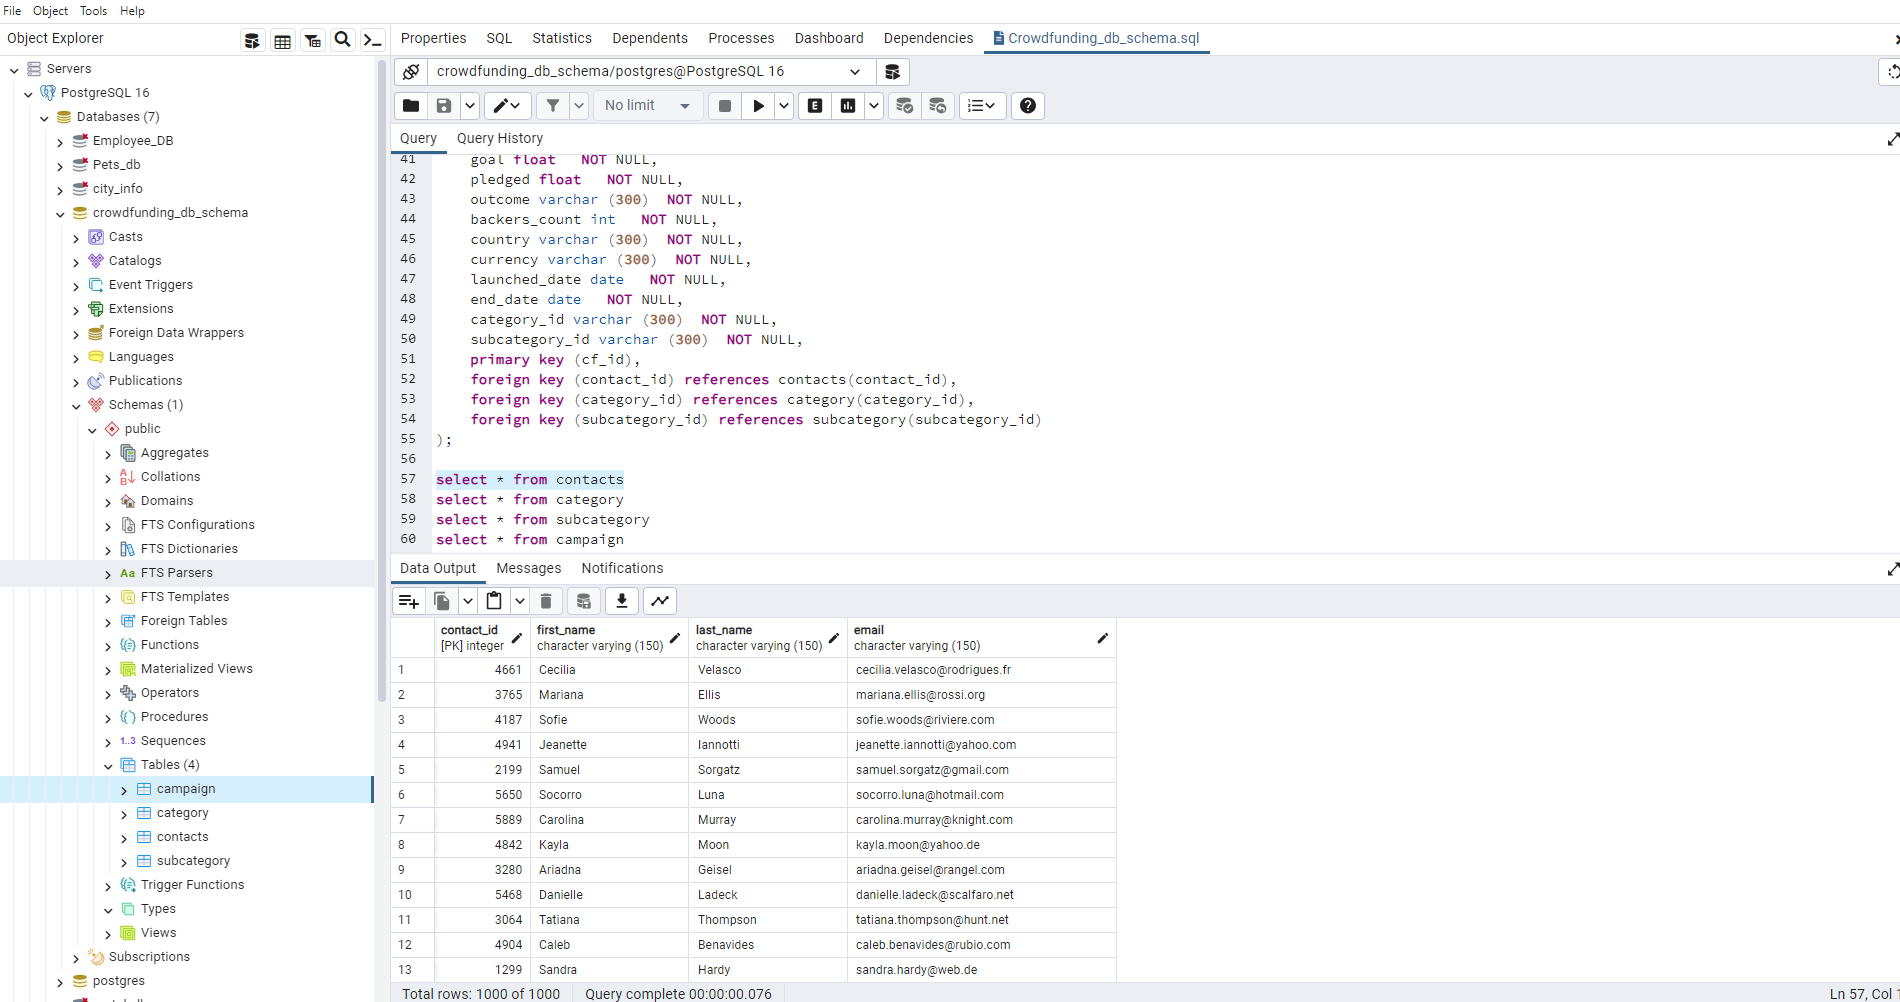 File Object Tools Help
Object Explorer
Servers
PostgreSQL 16
Databases (7)
Employee_DB
Pets_db
city_info
crowdfunding_db_schema
Casts
Catalogs
Event Triggers
Extensions
Foreign Data Wrappers
Languages
Publications
Schemas (1)
public
Aggregates
Collations
Domains
FTS Configurations
FTS Dictionaries
Aa FTS Parsers
FTS Templates
Foreign Tables
Functions
Materialized Views
Operators
Procedures
1..3 Sequences
Tables (4)
campaign
category
contacts
subcategory
Trigger Functions
Types
Views
Subscriptions
postgres
Properties SQL Statistics Dependents Processes Dashboard Dependencies Crowdfunding_db_schema.sql
crowdfunding_db_schema/postgres@PostgreSQL 16
No limit E
Query Query History
41 goal float NOT NULL,
42 pledged float NOT NULL,
43 outcome varchar (300) NOT NULL,
44 backers_count int NOT NULL,
45 country varchar (300) NOT NULL,
46 currency varchar (300) NOT NULL,
47 launched_date date NOT NULL,
48 end_date date NOT NULL,
49 category_id varchar (300) NOT NULL,
50 subcategory_id varchar (300) NOT NULL,
51 primary key (cf_id),
52 foreign key (contact_id) references contacts(contact_id),
53 foreign key (category_id) references category(category_id),
54 foreign key (subcategory_id) references subcategory(subcategory_id)
55 );
56
57 select * from contacts
58 select * from category
59 select * from subcategory
60 select * from campaign
Data Output Messages Notifications
contact_id first_name last_name email
[PK] integer character varying (150) character varying (150) character varying (150)
1 4661 Cecilia Velasco cecilia.velasco@rodrigues.fr
2 3765 Mariana Ellis mariana.ellis@rossi.org
3 4187 Sofie Woods sofie.woods@riviere.com
4 4941 Jeanette Iannotti jeanette.iannotti@yahoo.com
5 2199 Samuel Sorgatz samuel.sorgatz@gmail.com
6 5650 Socorro Luna socorro.luna@hotmail.com
7 5889 Carolina Murray carolina.murray@knight.com
8 4842 Kayla Moon kayla.moon@yahoo.de
9 3280 Ariadna Geisel ariadna.geisel@rangel.com
10 5468 Danielle Ladeck danielle.ladeck@scalfaro.net
11 3064 Tatiana Thompson tatiana.thompson@hunt.net
12 4904 Caleb Benavides caleb.benavides@rubio.com
13 1299 Sandra Hardy sandra.hardy@web.de
Total rows: 1000 of 1000 Query complete 00:00:00.076 Ln 57, Col